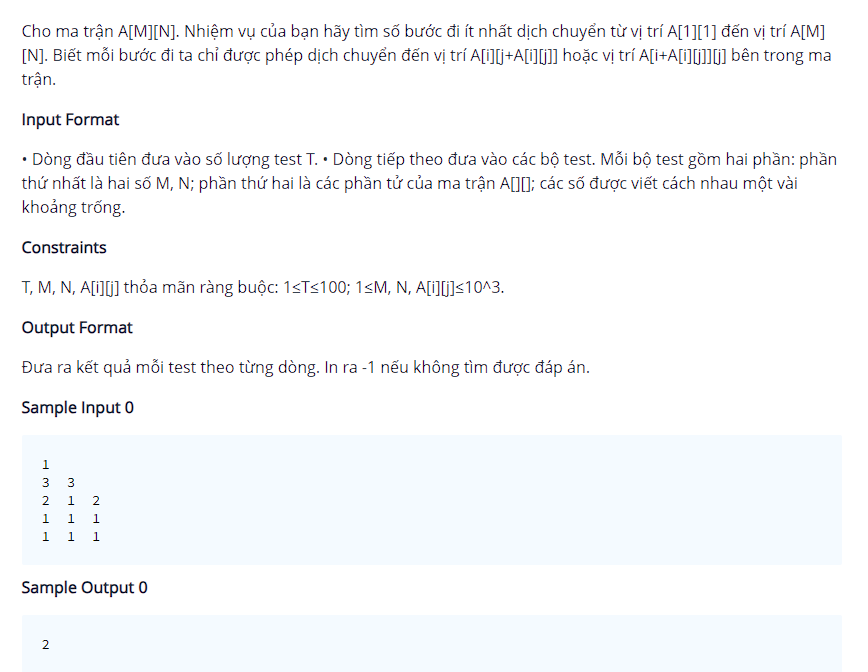 Cho ma trận A[M][N]. Nhiệm vụ của bạn hãy tìm số bước đi ít nhất dịch chuyển từ vị trí A[1][1] đến vị trí A[M]
[N]. Biết mỗi bước đi ta chỉ được phép dịch chuyển đến vị trí A[i][j+A[i][j]] hoặc vị trí A[i+A[i][j]][j] bên trong ma
trận.
Input Format
• Dòng đầu tiên đưa vào số lượng test T. • Dòng tiếp theo đưa vào các bộ test. Mỗi bộ test gồm hai phần: phần
thứ nhất là hai số M, N; phần thứ hai là các phần tử của ma trận A[][]; các số được viết cách nhau một vài
khoảng trống.
Constraints
T, M, N, A[i][j] thỏa mãn ràng buộc: 1≤T≤100; 1≤M, N, A[i][j]≤10^3.
Output Format
Đưa ra kết quả mỗi test theo từng dòng. In ra -1 nếu không tìm được đáp án.
Sample Input 0
1
3 3
2 1 2
1 1 1
1 1 1
Sample Output 0
2